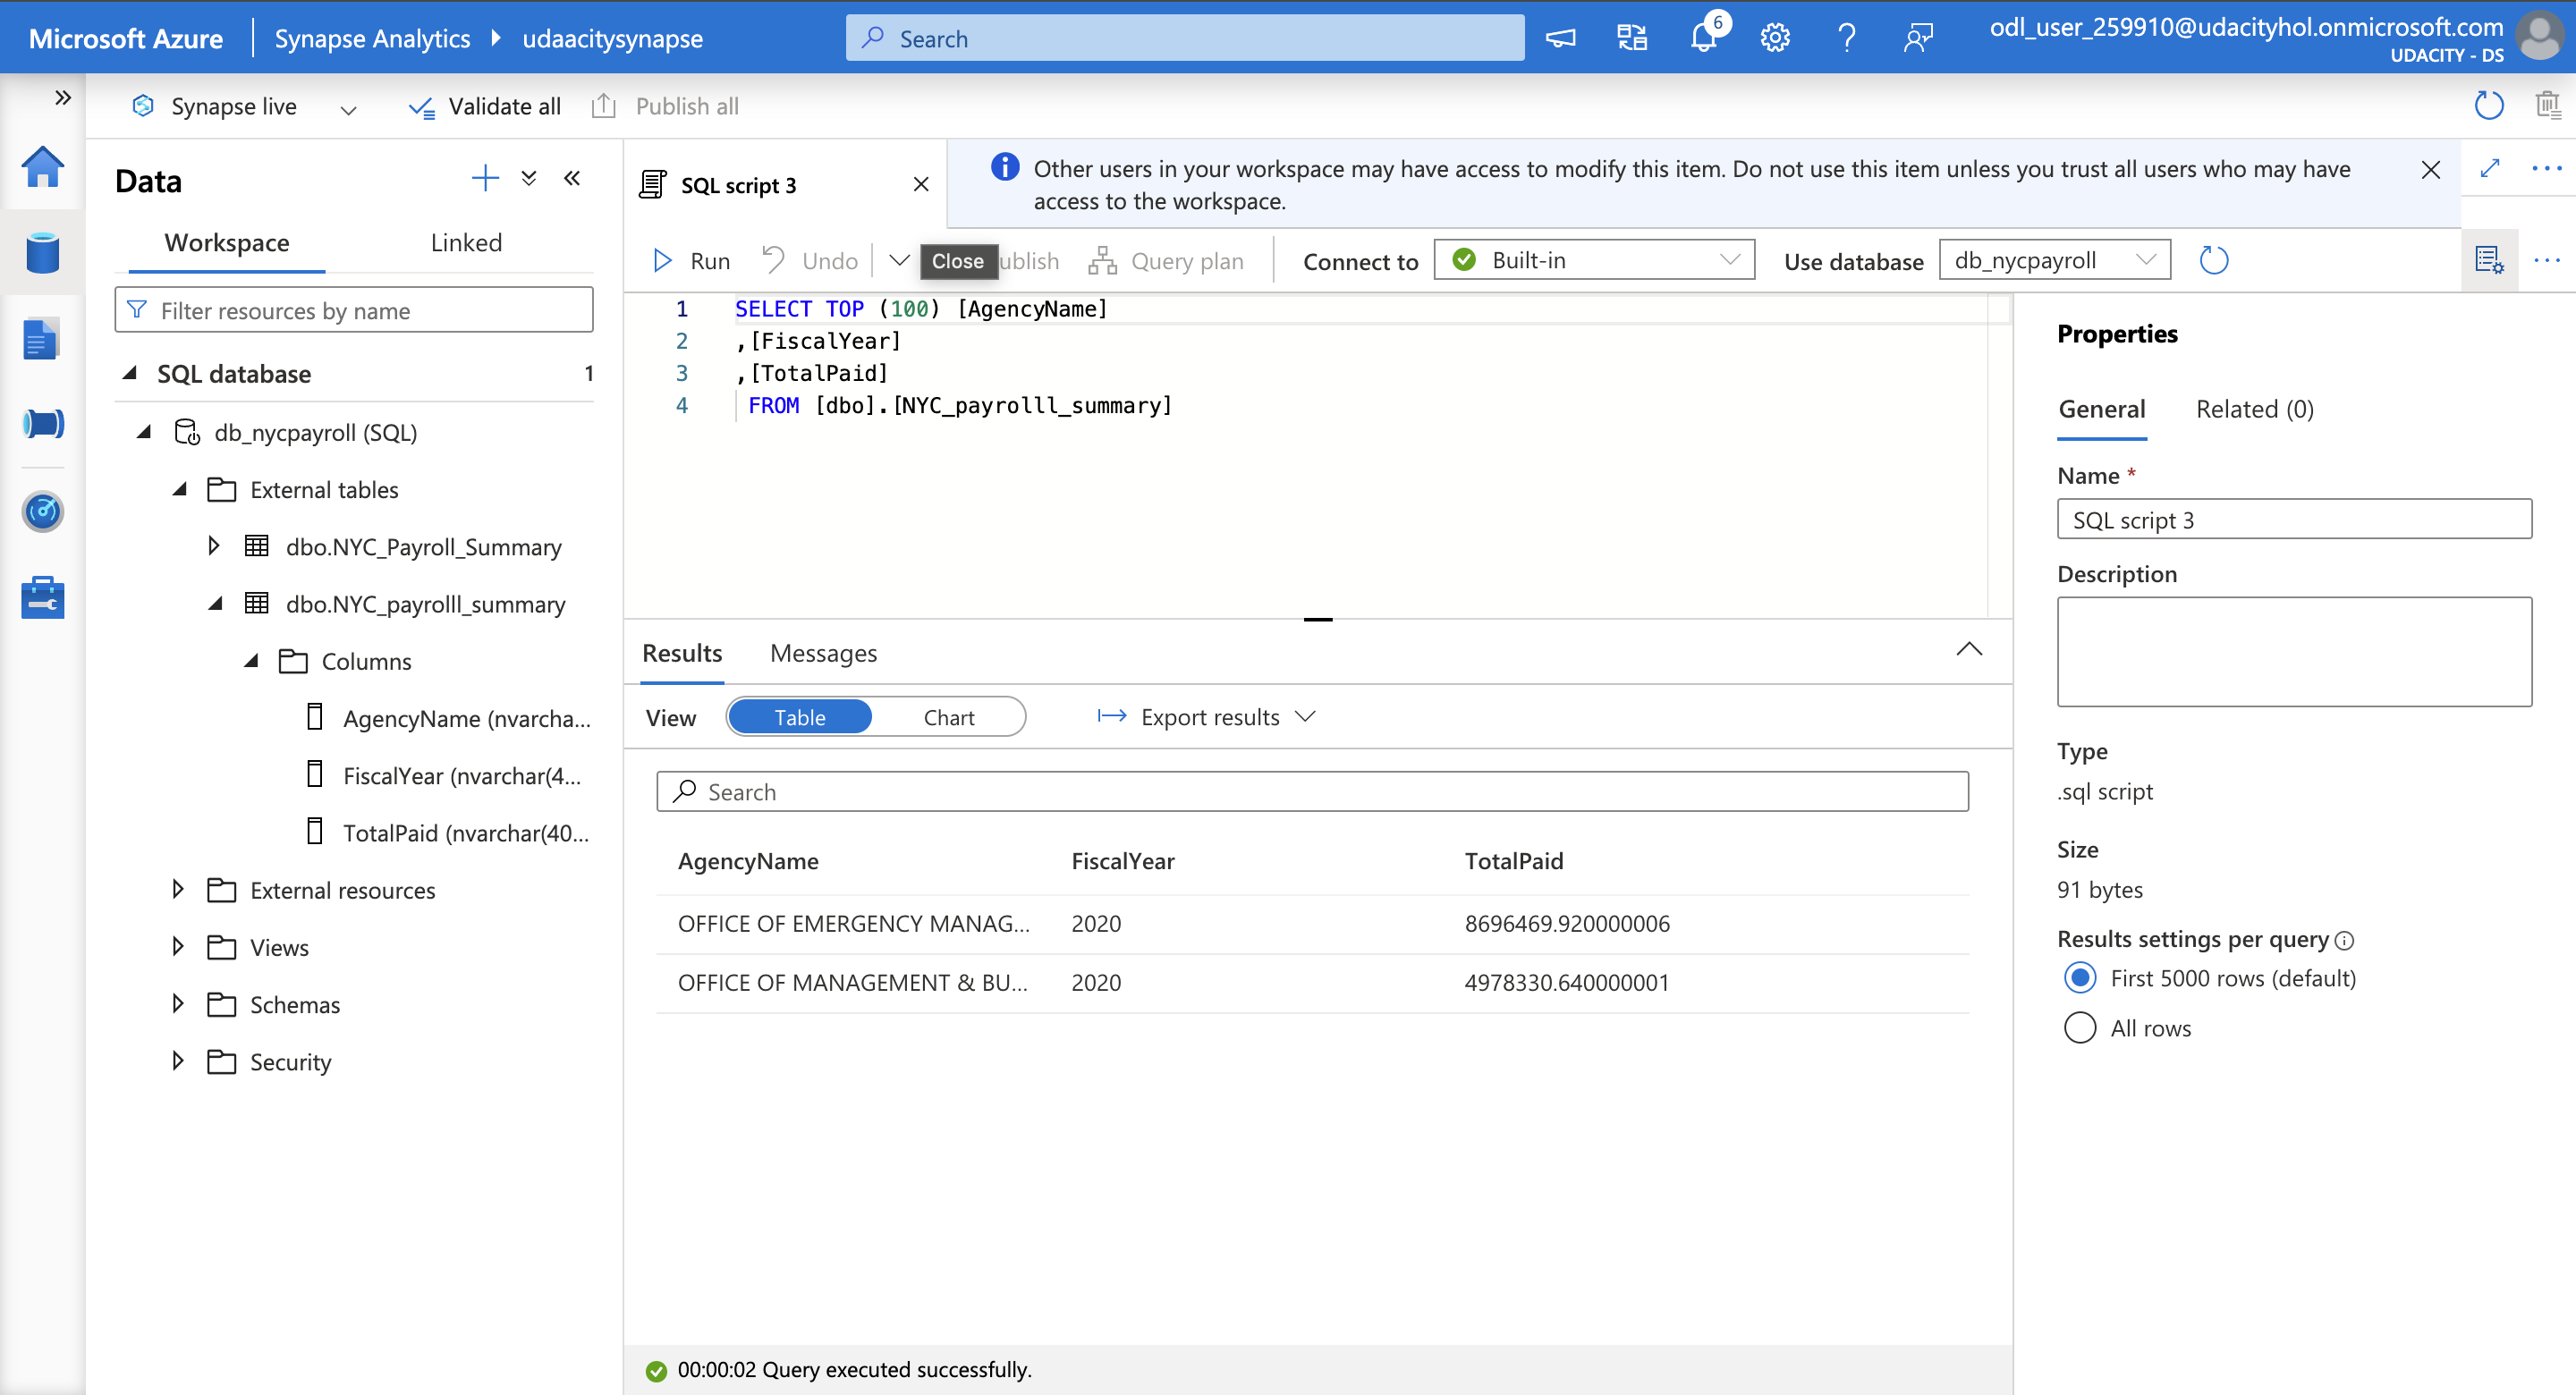 Microsoft Azure
Synapse Analytics
udaacitysynapse
Search
6
odl_user_259910@udacityhol.onmicrosoft.com
UDACITY - DS
Synapse live
Validate all
Publish all
Data
Workspace
Linked
Filter resources by name
SQL database
1
db_nycpayroll (SQL)
External tables
dbo.NYC_Payroll_Summary
dbo.NYC_payrolll_summary
Columns
AgencyName (nvarcha...
FiscalYear (nvarchar(4...
TotalPaid (nvarchar(40...
External resources
Views
Schemas
Security
SQL script 3
Other users in your workspace may have access to modify this item. Do not use this item unless you trust all users who may have
access to the workspace.
Run
Undo
Close
ublish
Query plan
Connect to
Built-in
Use database
db_nycpayroll
1 SELECT TOP (100) [AgencyName]
2 ,[FiscalYear]
3 ,[TotalPaid]
4 FROM [dbo].[NYC_payrolll_summary]
Results
Messages
View
Table
Chart
Export results
Search
AgencyName FiscalYear TotalPaid
OFFICE OF EMERGENCY MANAG... 2020 8696469.920000006
OFFICE OF MANAGEMENT & BU... 2020 4978330.640000001
00:00:02 Query executed successfully.
Properties
General
Related (0)
Name *
SQL script 3
Description
Type
.sql script
Size
91 bytes
Results settings per query
First 5000 rows (default)
All rows